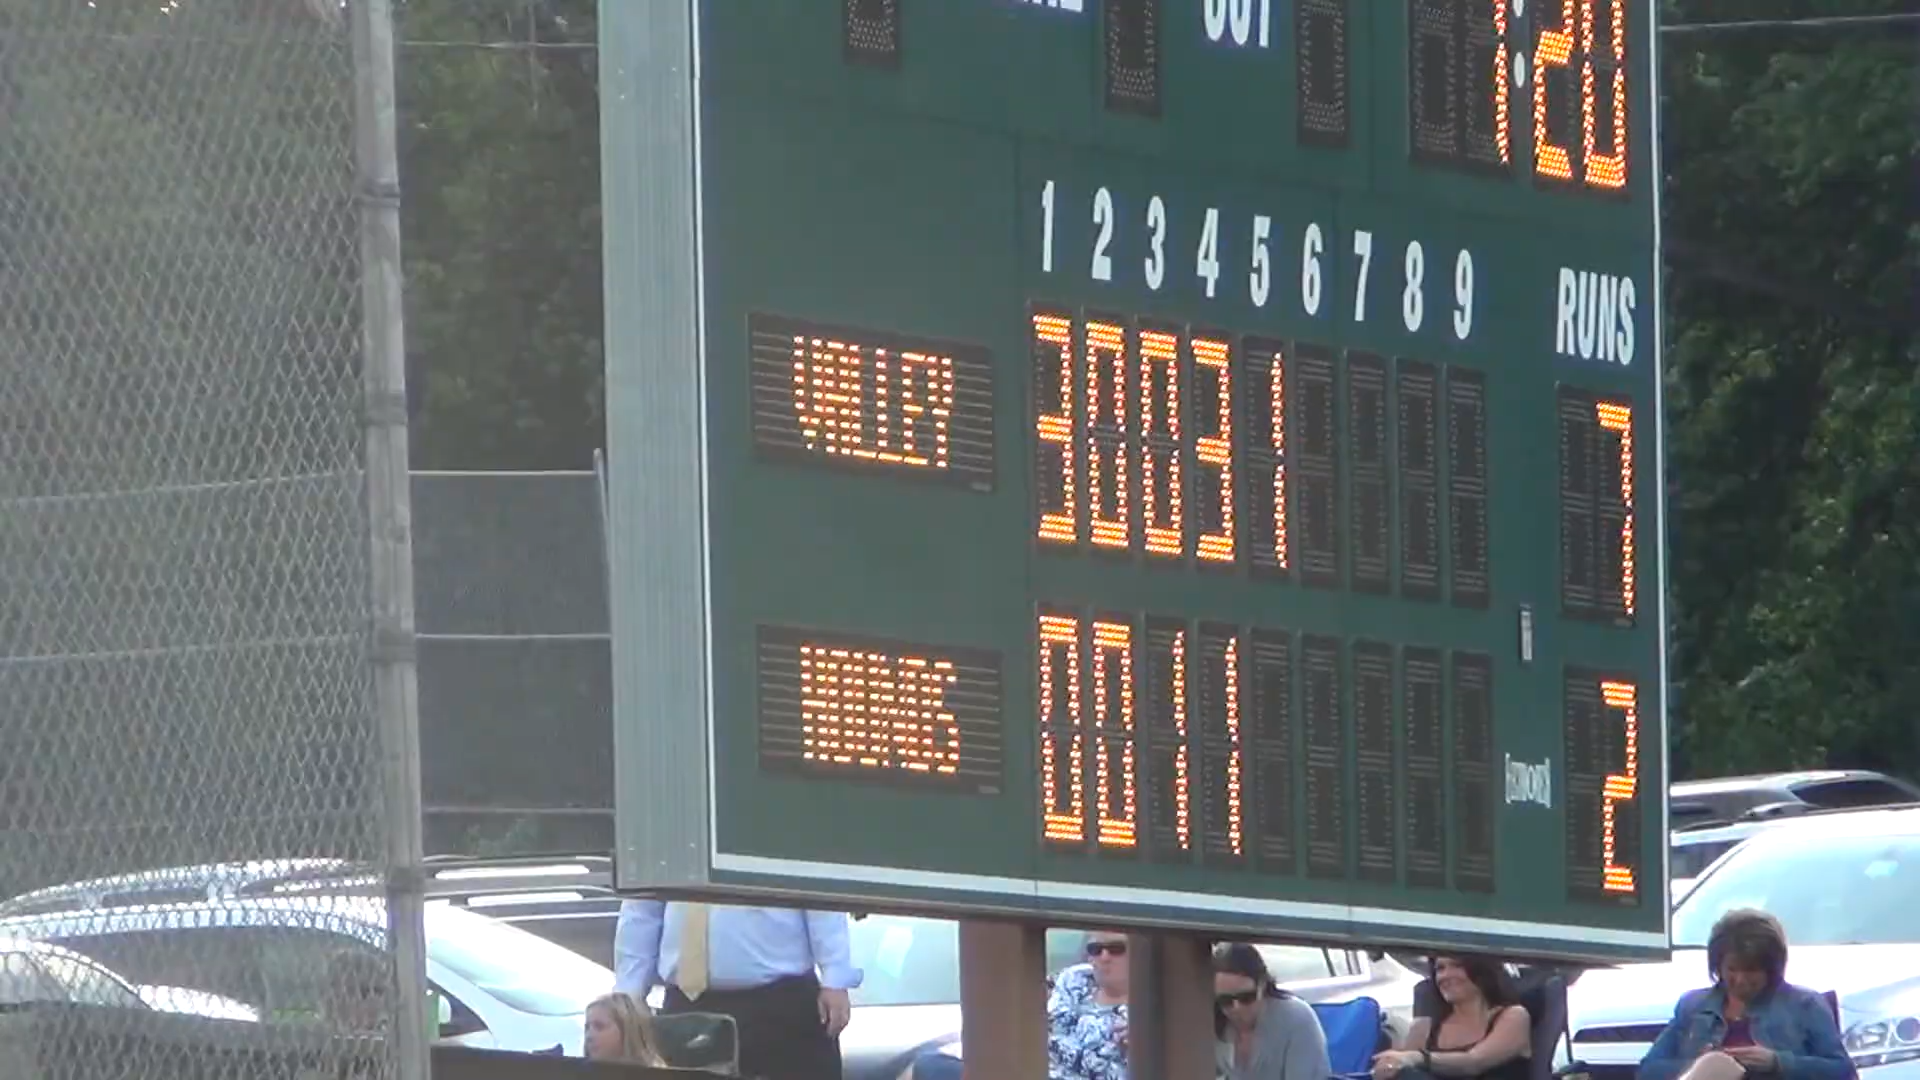 OUT
1:20
1 2 3 4 5 6 7 8 9 RUNS
VALLEY 3 0 0 3 1 7
NOMADS 0 0 1 1 2